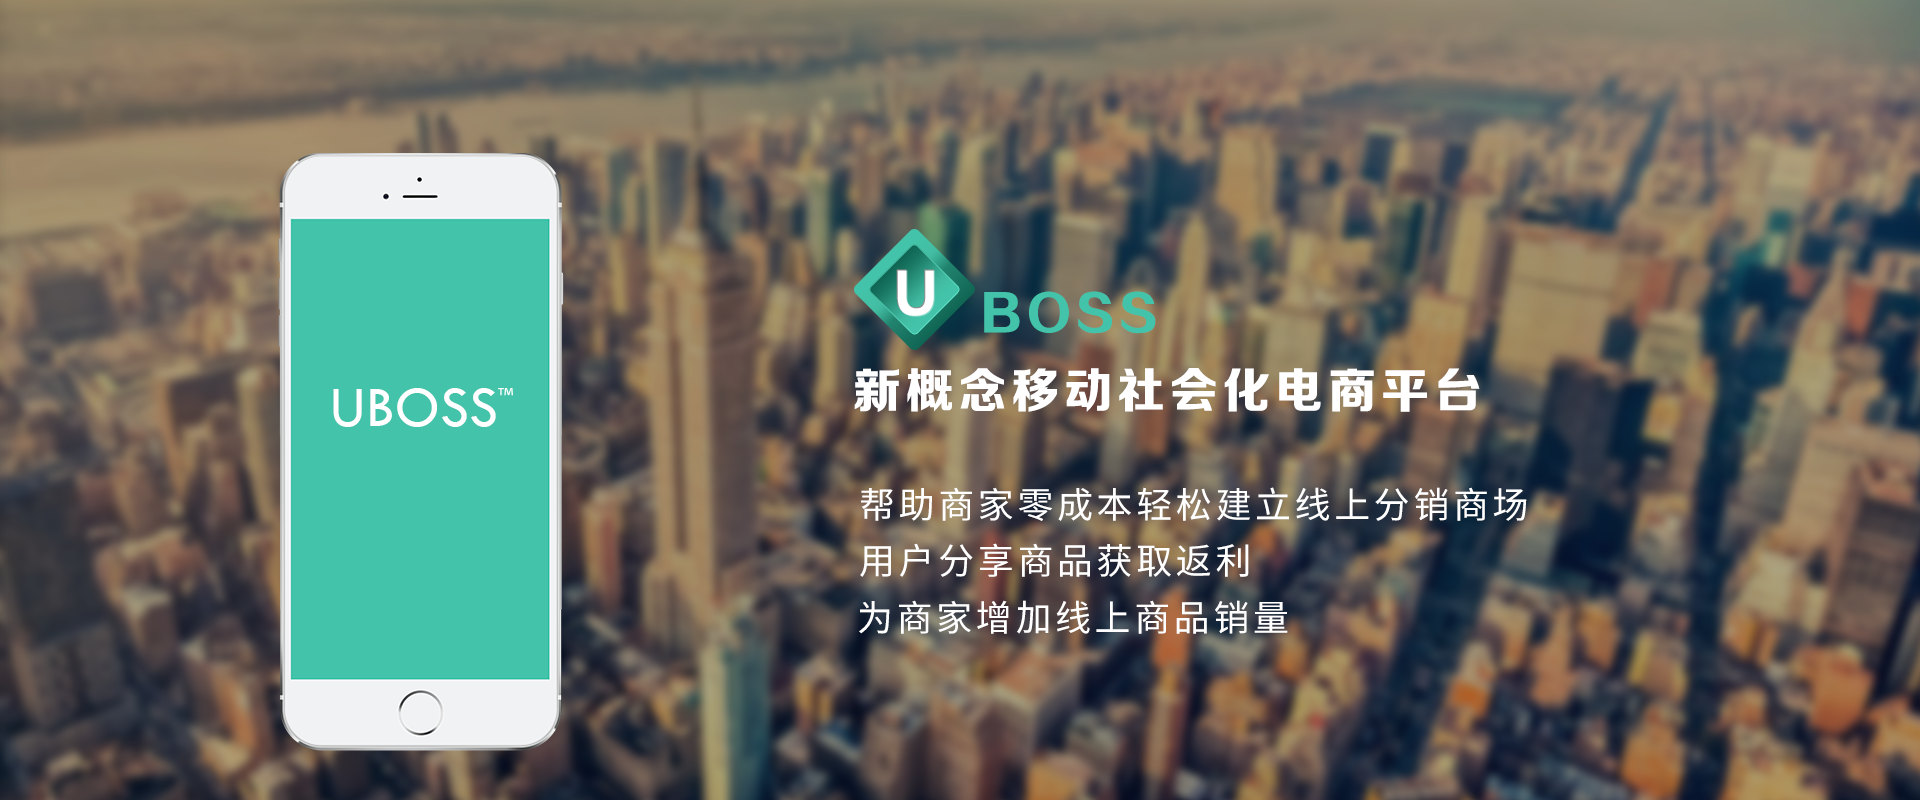 UBOSS™
U BOSS
新概念移动社会化电商平台
帮助商家零成本轻松建立线上分销商场
用户分享商品获取返利
为商家增加线上商品销量